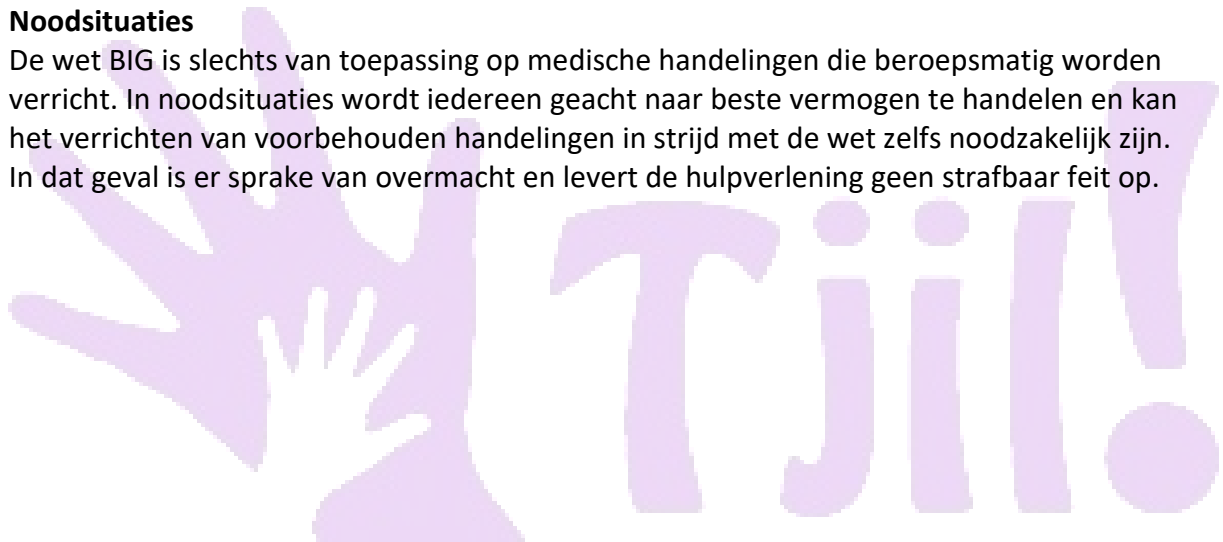 Noodsituaties
De wet BIG is slechts van toepassing op medische handelingen die beroepsmatig worden
verricht. In noodsituaties wordt iedereen geacht naar beste vermogen te handelen en kan
het verrichten van voorbehouden handelingen in strijd met de wet zelfs noodzakelijk zijn.
In dat geval is er sprake van overmacht en levert de hulpverlening geen strafbaar feit op.
Tjil!